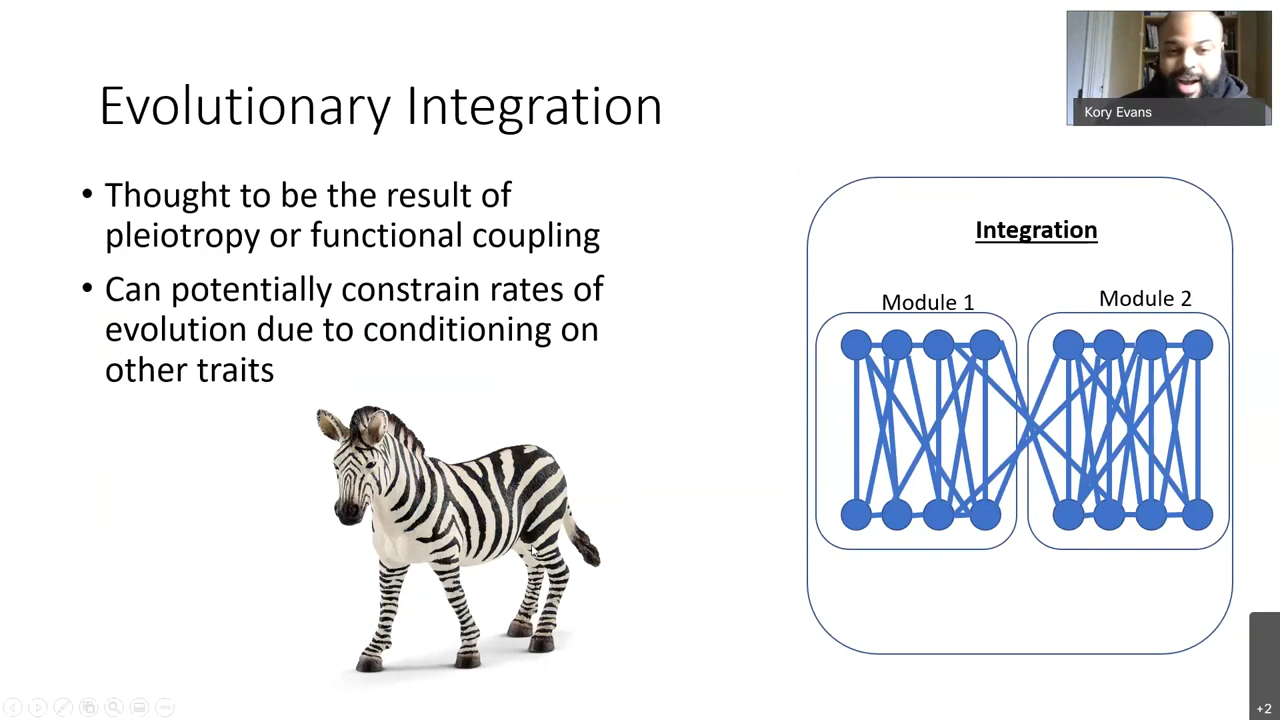 Evolutionary Integration
• Thought to be the result of
pleiotropy or functional coupling
• Can potentially constrain rates of
evolution due to conditioning on
other traits
Kory Evans
Integration
Module 1
Module 2
+2